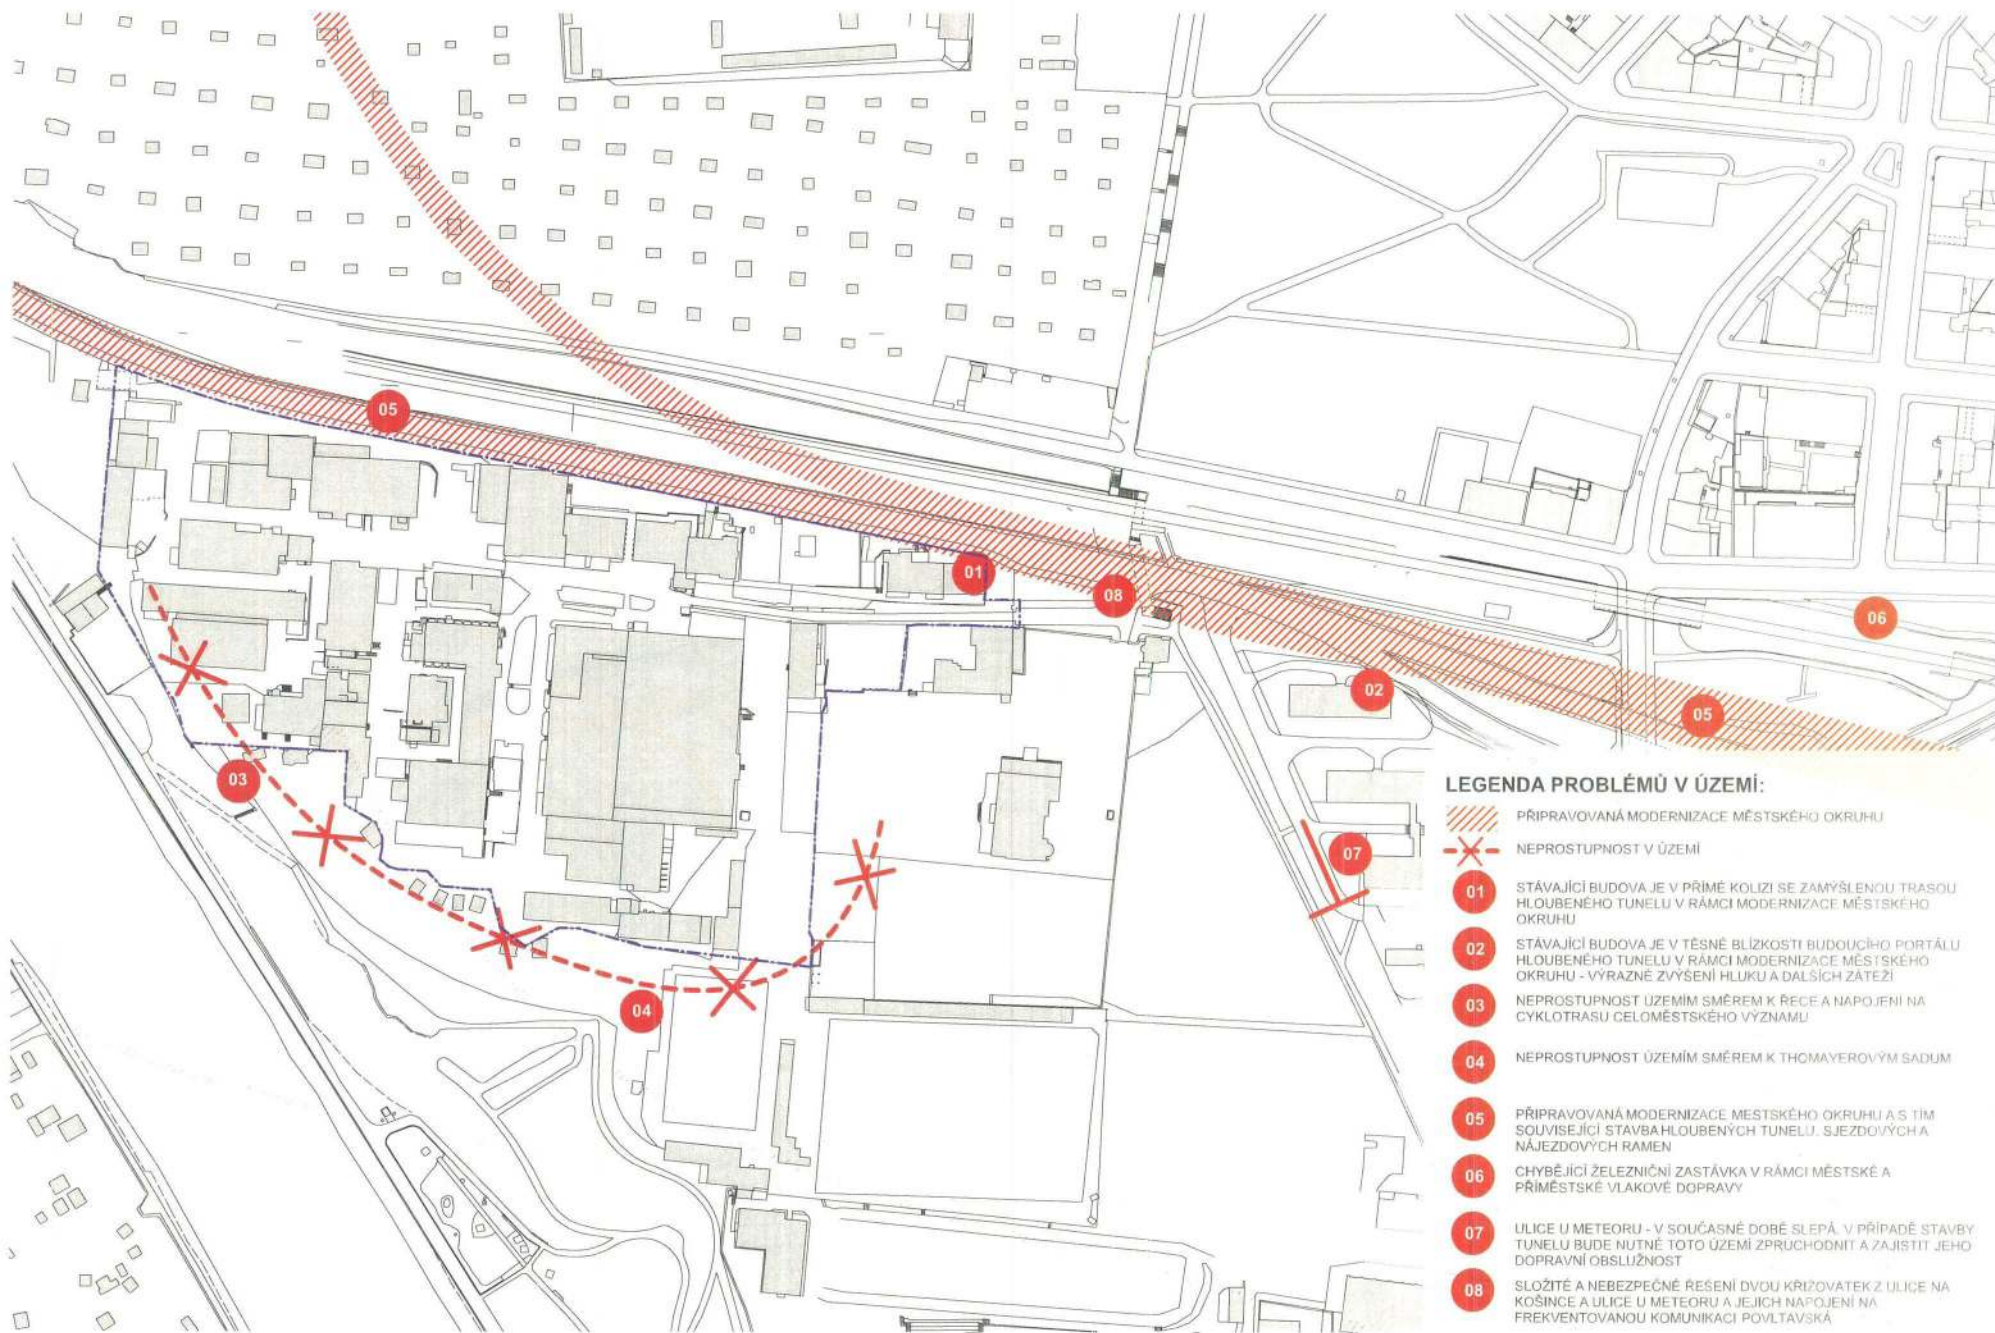 05
01
08
06
02
05
03
07
04
LEGENDA PROBLÉMŮ V ÚZEMÍ:
PŘIPRAVOVANÁ MODERNIZACE MĚSTSKÉHO OKRUHU
NEPROSTUPNOST V ÚZEMÍ
01 STÁVAJÍCÍ BUDOVA JE V PŘÍMÉ KOLIZI SE ZAMÝŠLENOU TRASOU
HLOUBENÉHO TUNELU V RÁMCI MODERNIZACE MĚSTSKÉHO
OKRUHU
02 STÁVAJÍCÍ BUDOVA JE V TĚSNÉ BLÍZKOSTI BUDOUCÍHO PORTÁLU
HLOUBENÉHO TUNELU V RÁMCI MODERNIZACE MĚSTSKÉHO
OKRUHU - VÝRAZNÉ ZVÝŠENÍ HLUKU A DALŠÍCH ZÁTĚŽÍ
03 NEPROSTUPNOST ÚZEMÍM SMĚREM K ŘECE A NAPOJENÍ NA
CYKLOTRASU CELOMĚSTSKÉHO VÝZNAMU
04 NEPROSTUPNOST ÚZEMÍM SMĚREM K THOMAYEROVÝM SADUM
05 PŘIPRAVOVANÁ MODERNIZACE MĚSTSKÉHO OKRUHU A S TÍM
SOUVISEJÍCÍ STAVBA HLOUBENÝCH TUNELU, SJEZDOVÝCH A
NÁJEZDOVÝCH RAMEN
06 CHYBĚJÍCÍ ŽELEZNIČNÍ ZASTÁVKA V RÁMCI MĚSTSKÉ A
PŘÍMĚSTSKÉ VLAKOVÉ DOPRAVY
07 ULICE U METEORU - V SOUČASNÉ DOBĚ SLEPÁ, V PŘÍPADĚ STAVBY
TUNELU BUDE NUTNÉ TOTO ÚZEMÍ ZPRUCHODNIT A ZAJISTIT JEHO
DOPRAVNÍ OBSLUŽNOST
08 SLOŽITÉ A NEBEZPEČNÉ ŘEŠENÍ DVOU KŘIŽOVATEK Z ULICE NA
KOŠINCE A ULICE U METEORU A JEJICH NAPOJENÍ NA
FREKVENTOVANOU KOMUNIKACI POVLTAVSKÁ